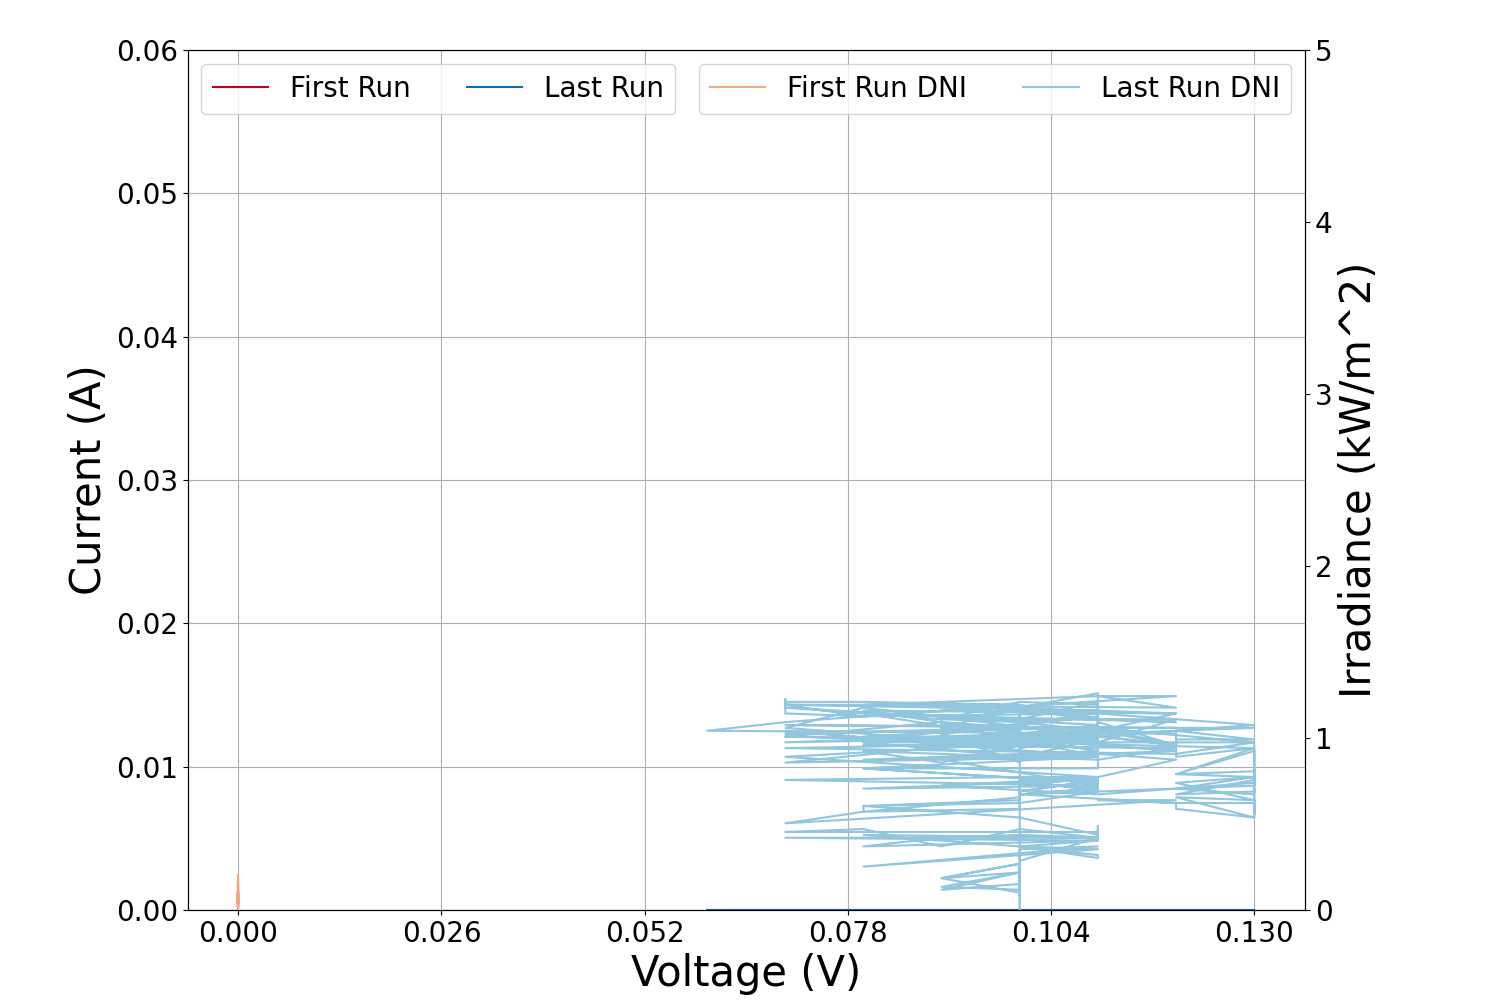 First Run
Last Run
First Run DNI
Last Run DNI
0.06
0.05
0.04
0.03
0.02
0.01
0.00
Current (A)
5
4
3
2
1
0
Irradiance (kW/m^2)
0.000 0.026 0.052 0.078 0.104 0.130
Voltage (V)